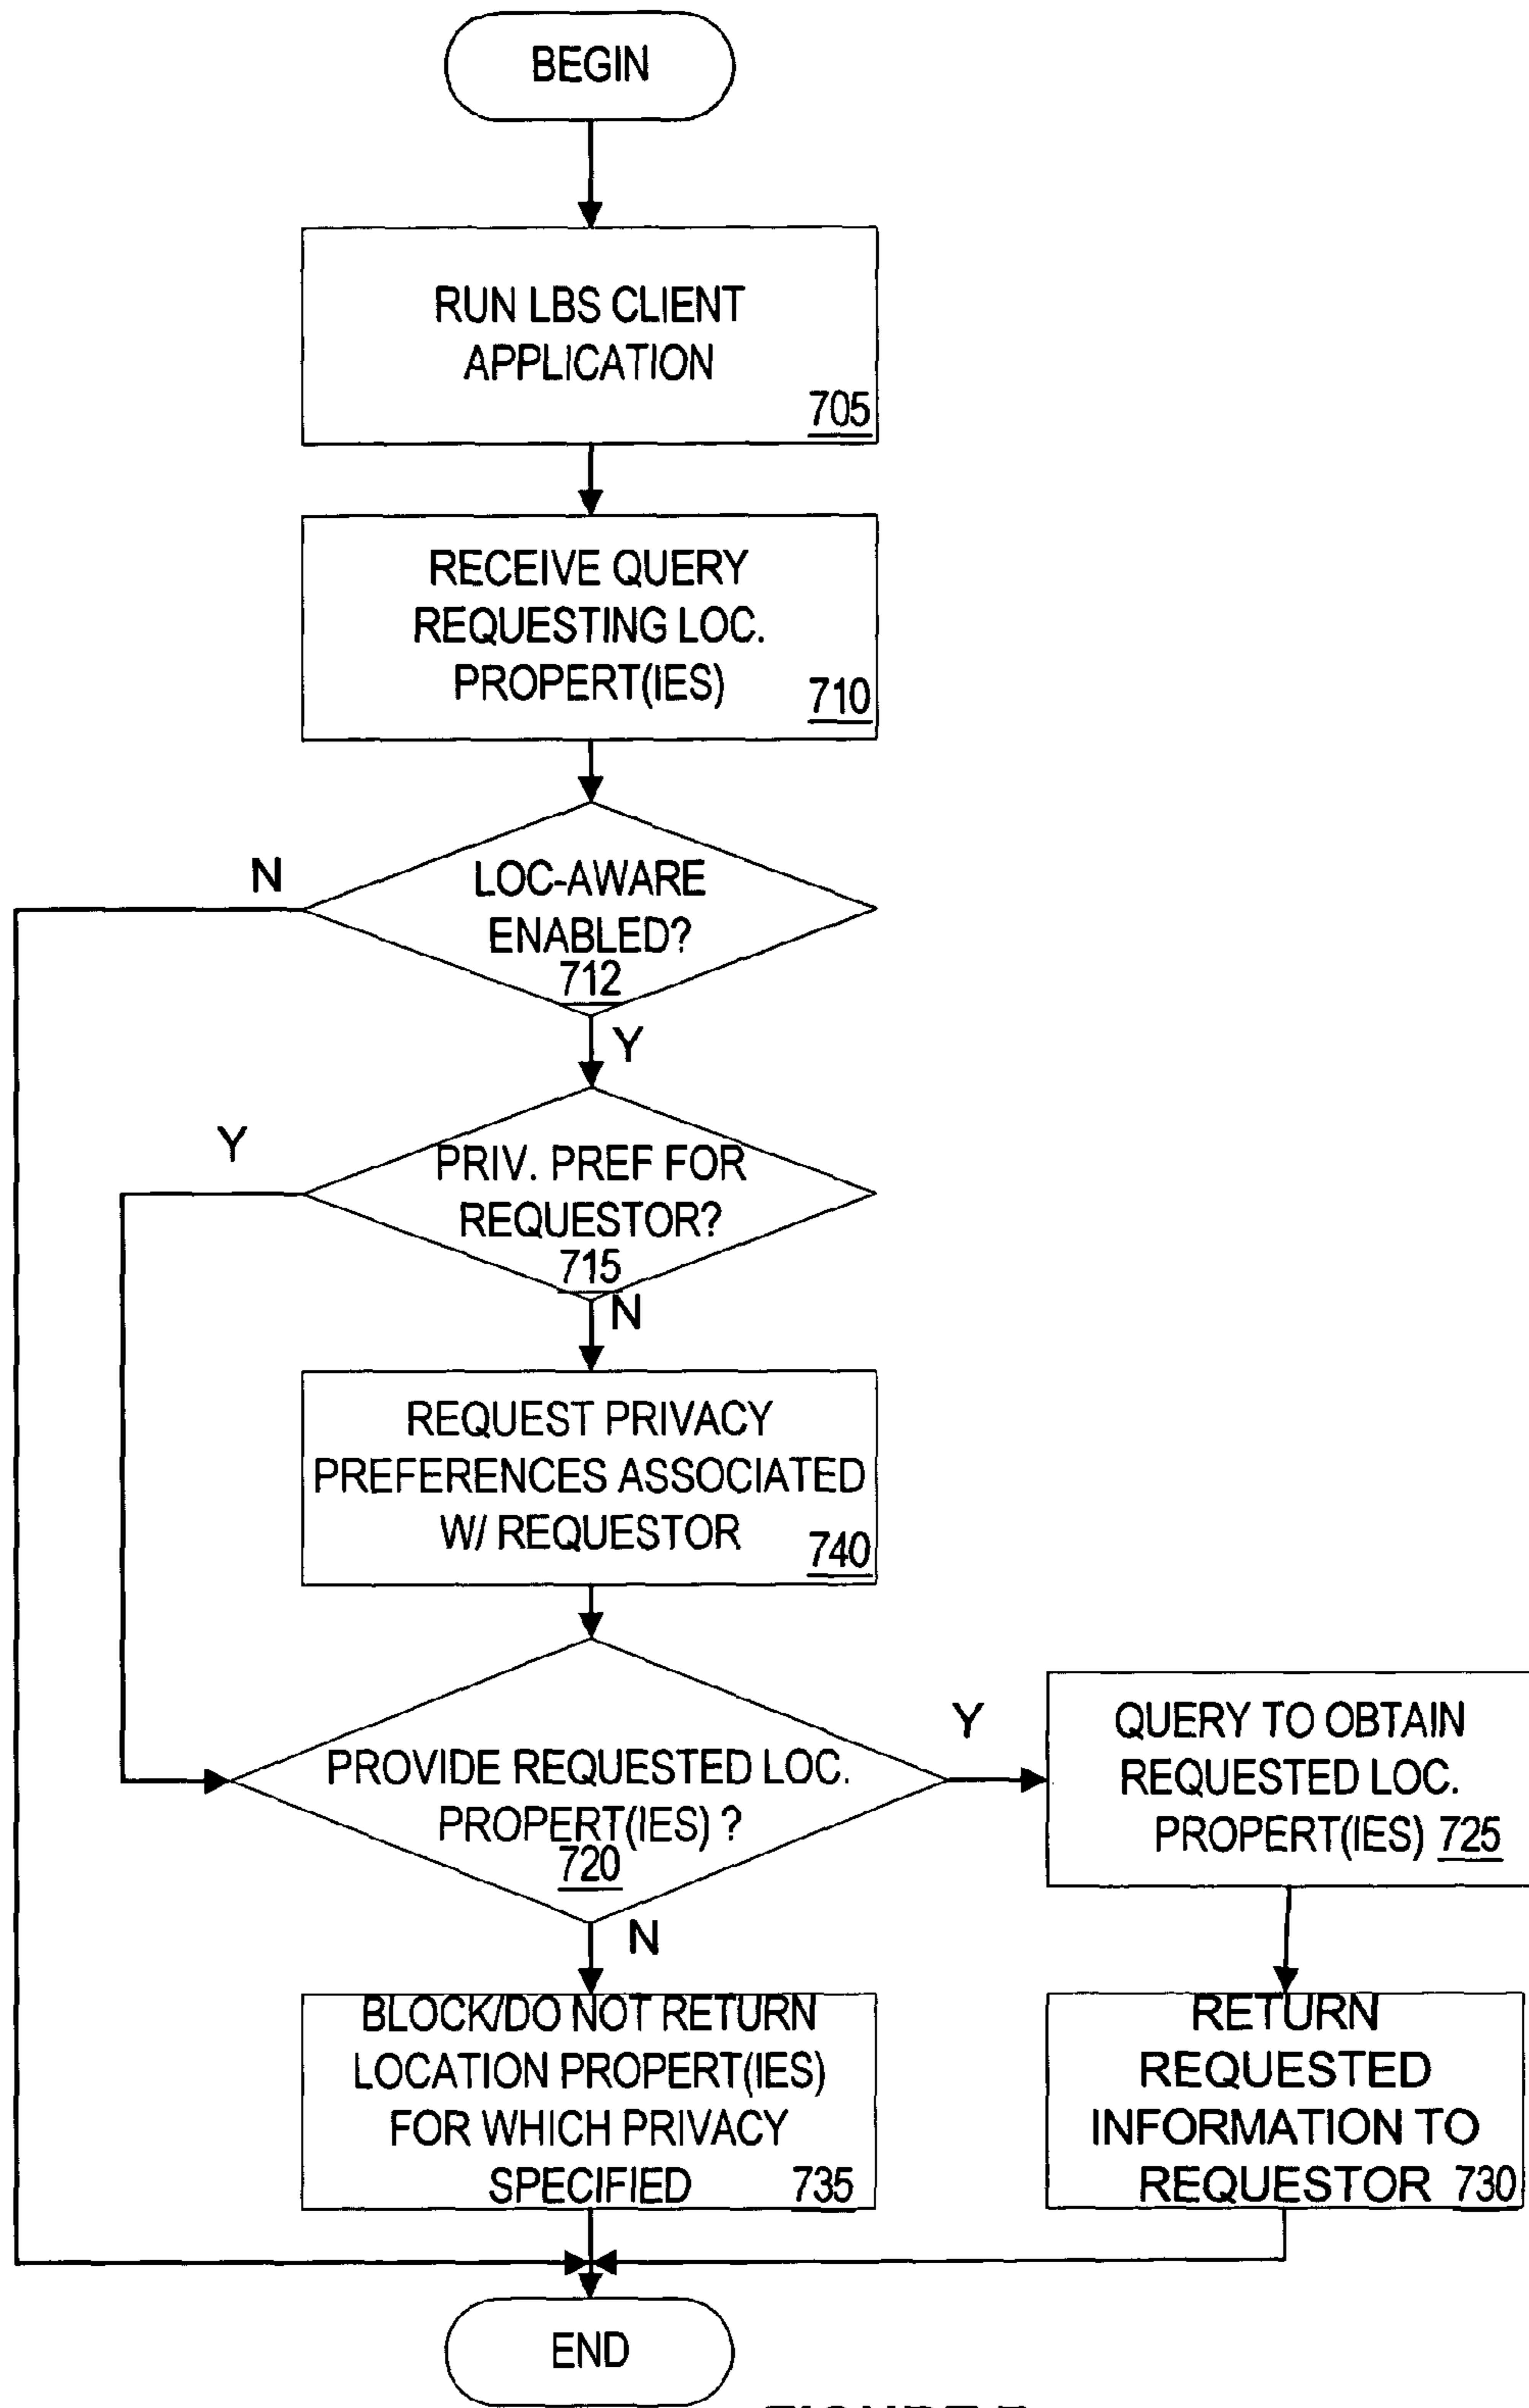 BEGIN
RUN LBS CLIENT
APPLICATION
705
RECEIVE QUERY
REQUESTING LOC.
PROPERT(IES)
710
N
LOC-AWARE
ENABLED?
712
Y
Y
PRIV. PREF FOR
REQUESTOR?
715
N
REQUEST PRIVACY
PREFERENCES ASSOCIATED
W/ REQUESTOR
740
PROVIDE REQUESTED LOC.
PROPERT(IES) ?
720
Y
QUERY TO OBTAIN
REQUESTED LOC.
PROPERT(IES) 725
N
BLOCK/DO NOT RETURN
LOCATION PROPERT(IES)
FOR WHICH PRIVACY
SPECIFIED
735
RETURN
REQUESTED
INFORMATION TO
REQUESTOR 730
END